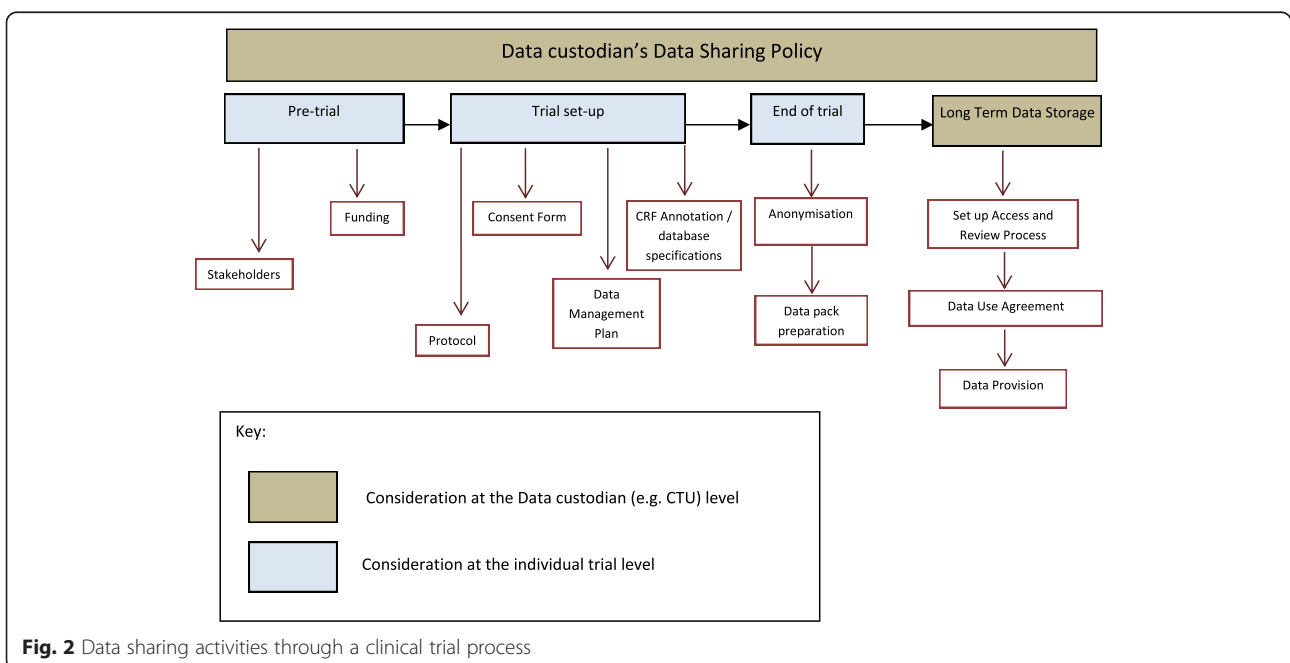 Data custodian's Data Sharing Policy
Pre-trial
Trial set-up
End of trial
Long Term Data Storage
Stakeholders
Funding
Protocol
Consent Form
Data
Management
Plan
CRF Annotation /
database
specifications
Anonymisation
Data pack
preparation
Set up Access and
Review Process
Data Use Agreement
Data Provision
Key:
Consideration at the Data custodian (e.g. CTU) level
Consideration at the individual trial level
Fig. 2 Data sharing activities through a clinical trial process